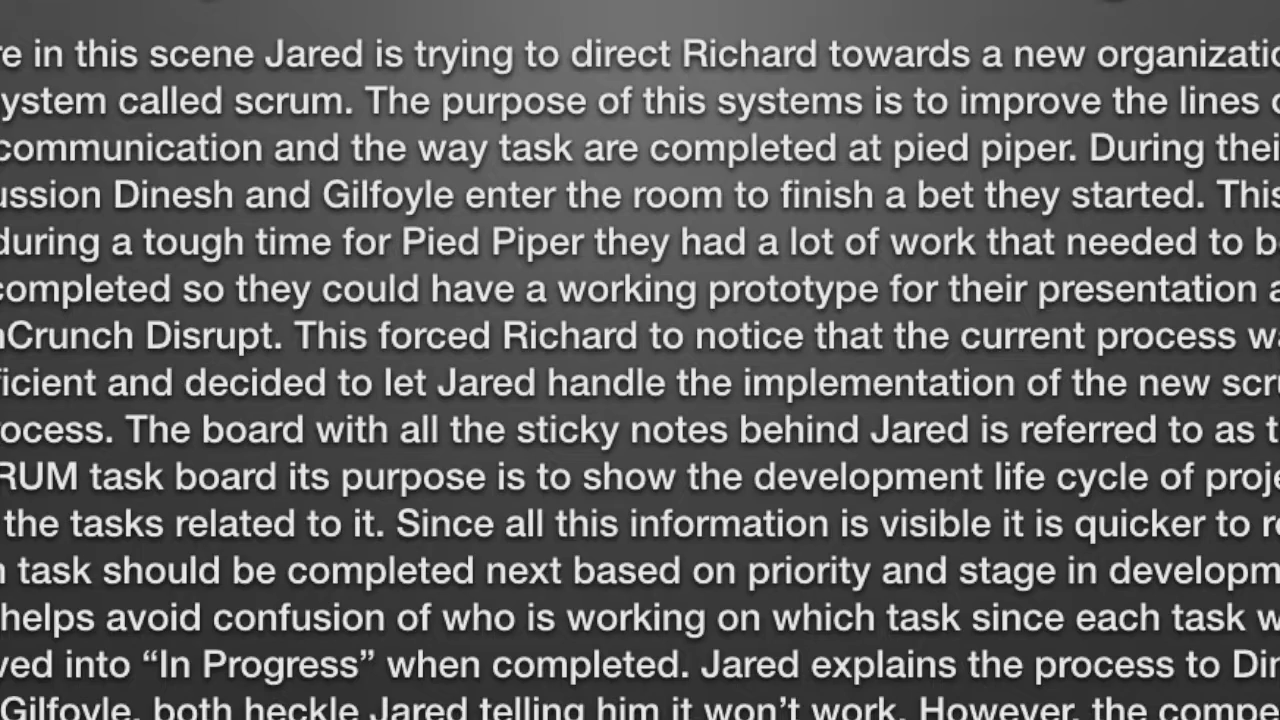 re in this scene Jared is trying to direct Richard towards a new organizatio
ystem called scrum. The purpose of this systems is to improve the lines o
communication and the way task are completed at pied piper. During thei
ussion Dinesh and Gilfoyle enter the room to finish a bet they started. This
during a tough time for Pied Piper they had a lot of work that needed to b
completed so they could have a working prototype for their presentation a
nCrunch Disrupt. This forced Richard to notice that the current process wa
ficient and decided to let Jared handle the implementation of the new scru
ocess. The board with all the sticky notes behind Jared is referred to as t
RUM task board its purpose is to show the development life cycle of proje
the tasks related to it. Since all this information is visible it is quicker to re
n task should be completed next based on priority and stage in developm
helps avoid confusion of who is working on which task since each task w
ved into “In Progress” when completed. Jared explains the process to Din
Gilfoyle, both heckle Jared telling him it won’t work. However, the compe